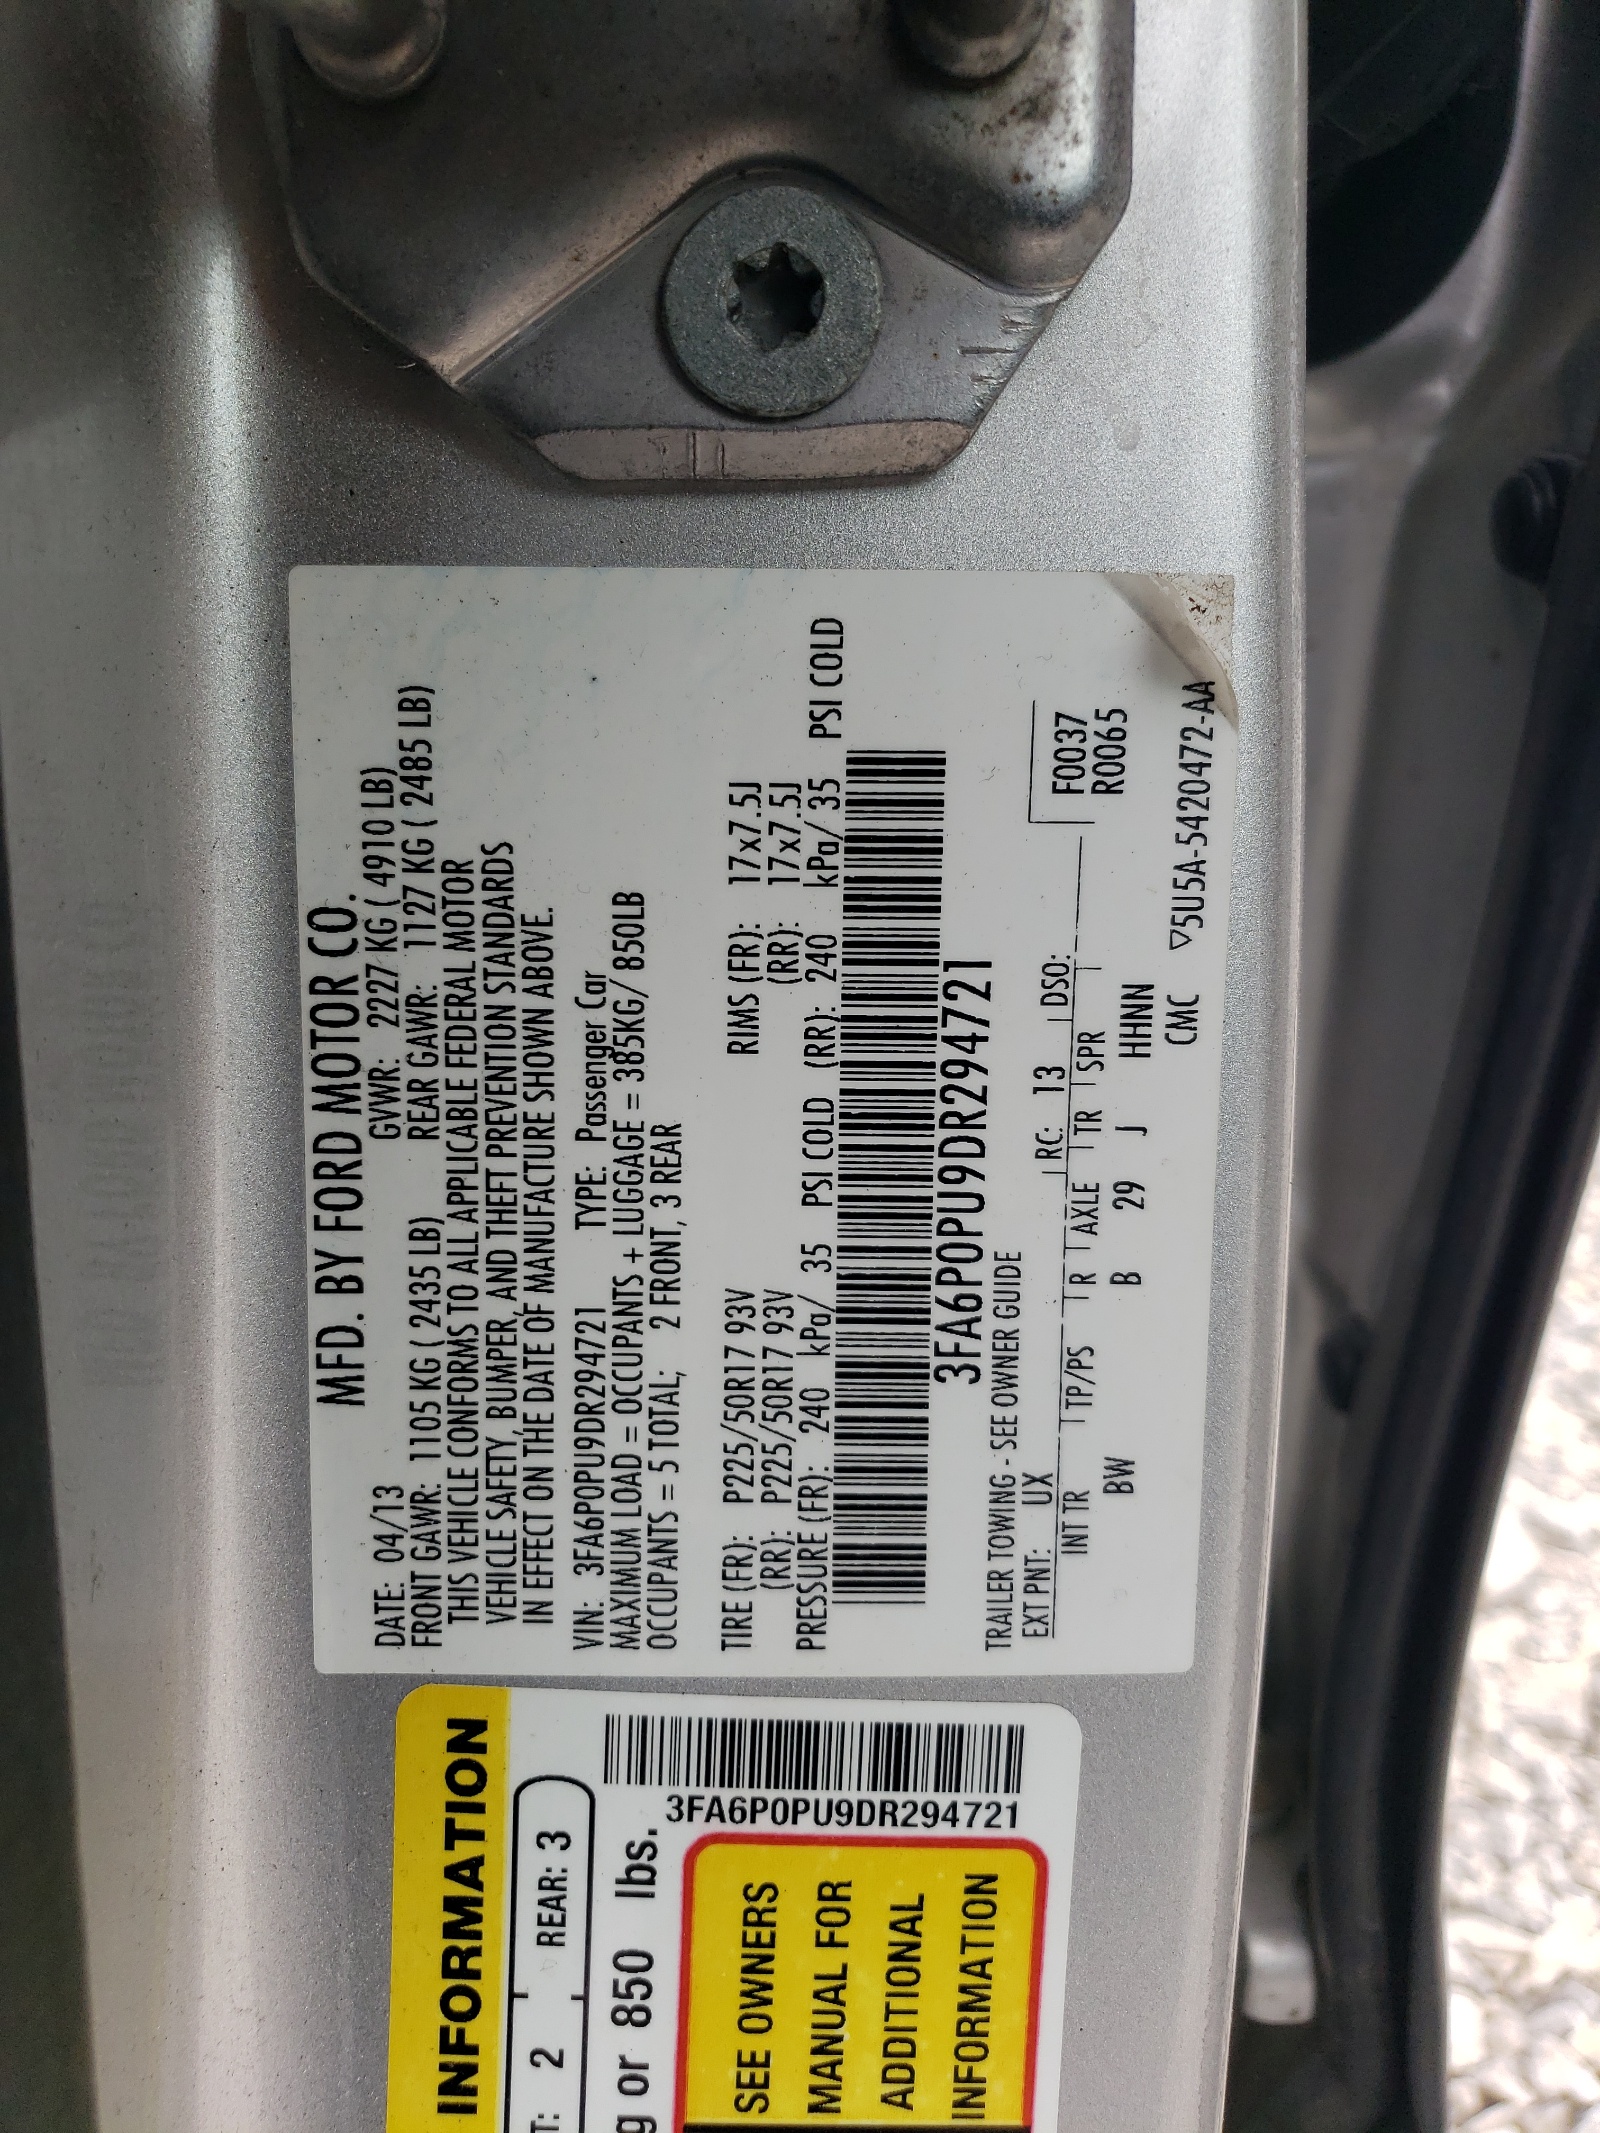 MFD. BY FORD MOTOR CO.
DATE: 04/13 GVWR: 2227 KG ( 4910 LB)
FRONT GAWR: 1105 KG ( 2435 LB) REAR GAWR: 1127 KG ( 2485 LB)
THIS VEHICLE CONFORMS TO ALL APPLICABLE FEDERAL MOTOR
VEHICLE SAFETY, BUMPER, AND THEFT PREVENTION STANDARDS
IN EFFECT ON THE DATE OF MANUFACTURE SHOWN ABOVE.
VIN: 3FA6P0PU9DR294721 TYPE: Passenger Car
MAXIMUM LOAD = OCCUPANTS + LUGGAGE = 385KG/ 850LB
OCCUPANTS = 5 TOTAL; 2 FRONT, 3 REAR
TIRE (FR): P225/50R17 93V RIMS (FR): 17x7.5J
(RR): P225/50R17 93V (RR): 17x7.5J
PRESSURE (FR): 240 kPa/ 35 PSI COLD (RR): 240 kPa/ 35 PSI COLD
3FA6P0PU9DR294721
TRAILER TOWING - SEE OWNER GUIDE
EXT PNT: UX RC: 13 DSO:
INT TR TP/PS R AXLE TR SPR
BW B 29 J HHNN
F0037
R0065
CMC
▽5U5A-5420472-AA
INFORMATION
T: 2 REAR: 3
g or 850 lbs.
3FA6P0PU9DR294721
SEE OWNERS
MANUAL FOR
ADDITIONAL
INFORMATION